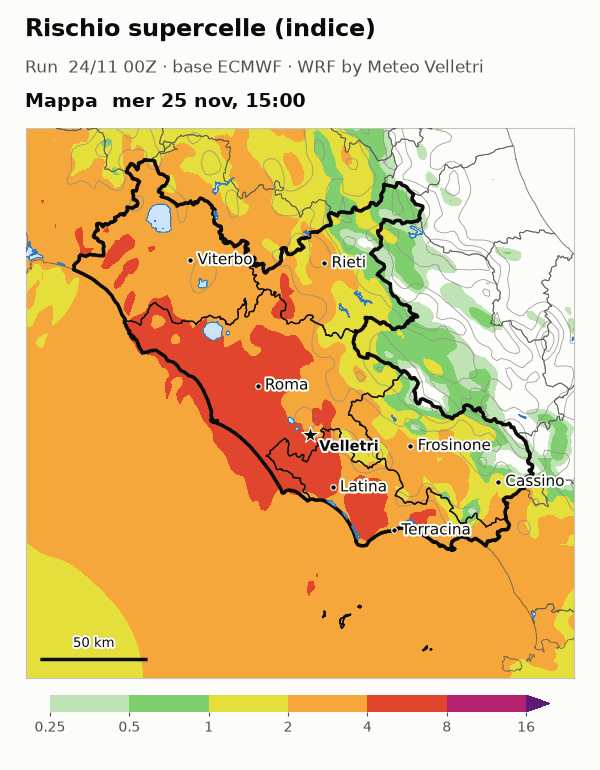 Rischio supercelle (indice)
Run  24/11 00Z · base ECMWF · WRF by Meteo Velletri
Mappa  mer 25 nov, 15:00
Viterbo
Rieti
Roma
Velletri
Frosinone
Cassino
Latina
Terracina
50 km
0.25 0.5 1 2 4 8 16